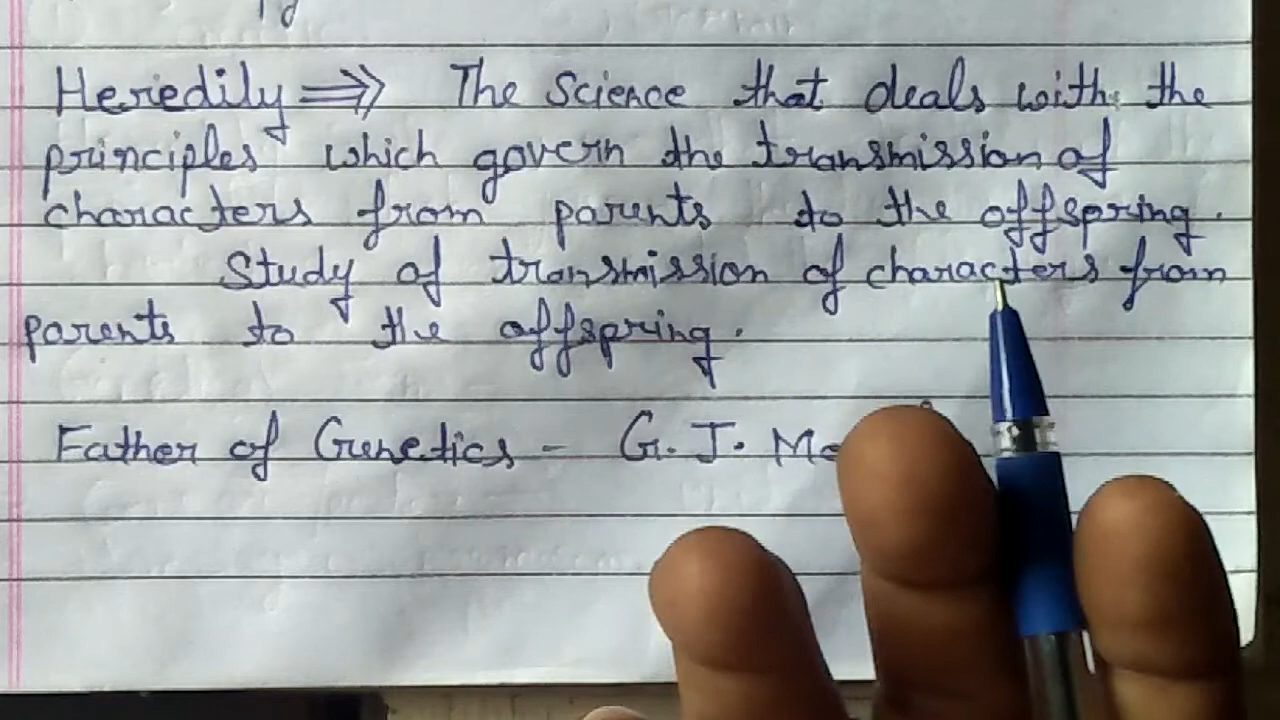 Heredily ⇒ The Science that deals with the
principles which govern the transmission of
characters from parents to the offspring.
Study of transmission of characters from
parents to the offspring.
Father of Genetics - G. J.